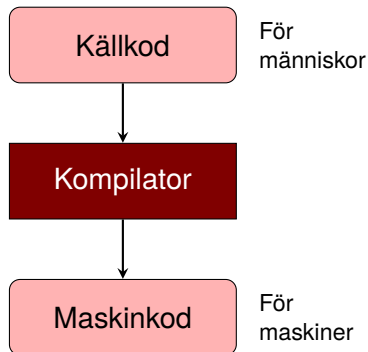 Källkod
För
människor
Kompilator
Maskinkod
För
maskiner